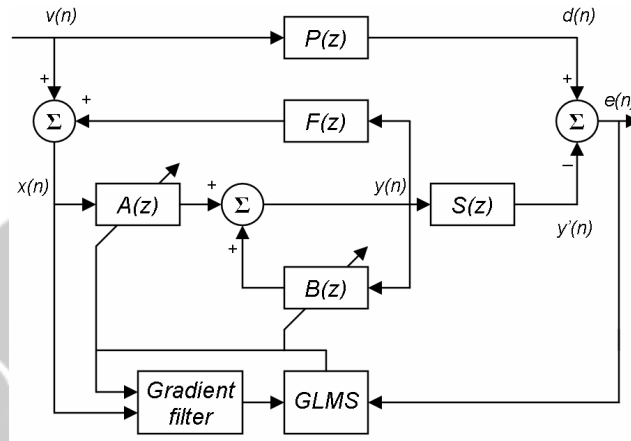 v(n)
d(n)
P(z)
+
+
+
e(n)
Σ
F(z)
Σ
x(n)
A(z)
+
Σ
y(n)
S(z)
−
y'(n)
+
B(z)
Gradient
filter
GLMS